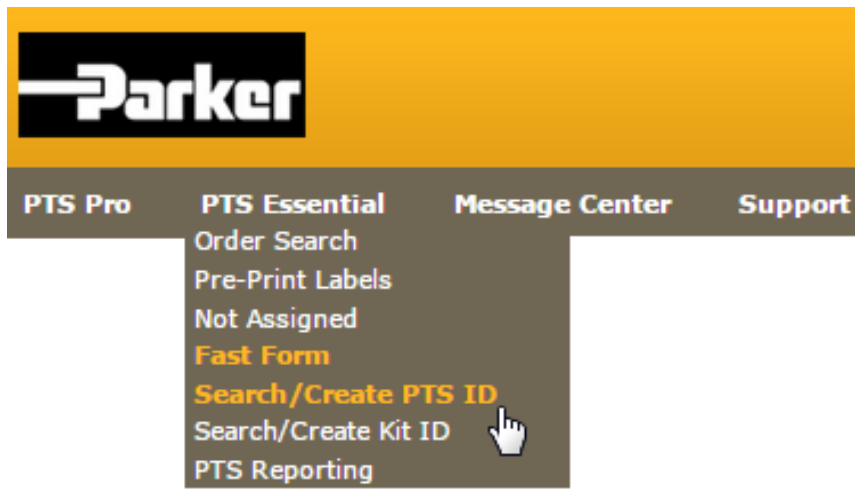 Parker
PTS Pro PTS Essential Message Center Support
Order Search
Pre-Print Labels
Not Assigned
Fast Form
Search/Create PTS ID
Search/Create Kit ID
PTS Reporting